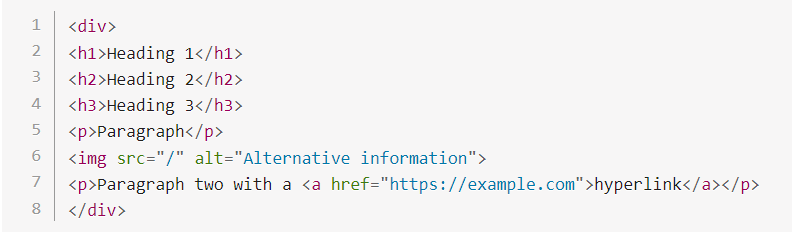 1 <div>
2 <h1>Heading 1</h1>
3 <h2>Heading 2</h2>
4 <h3>Heading 3</h3>
5 <p>Paragraph</p>
6 <img src="/" alt="Alternative information">
7 <p>Paragraph two with a <a href="https://example.com">hyperlink</a></p>
8 </div>